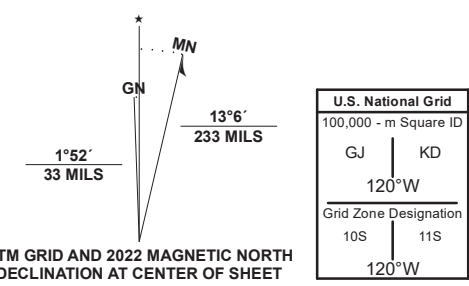 ★
MN
GN
13°6´
233 MILS
1°52´
33 MILS
TM GRID AND 2022 MAGNETIC NORTH
DECLINATION AT CENTER OF SHEET
U.S. National Grid
100,000 - m Square ID
GJ KD
120°W
Grid Zone Designation
10S 11S
120°W